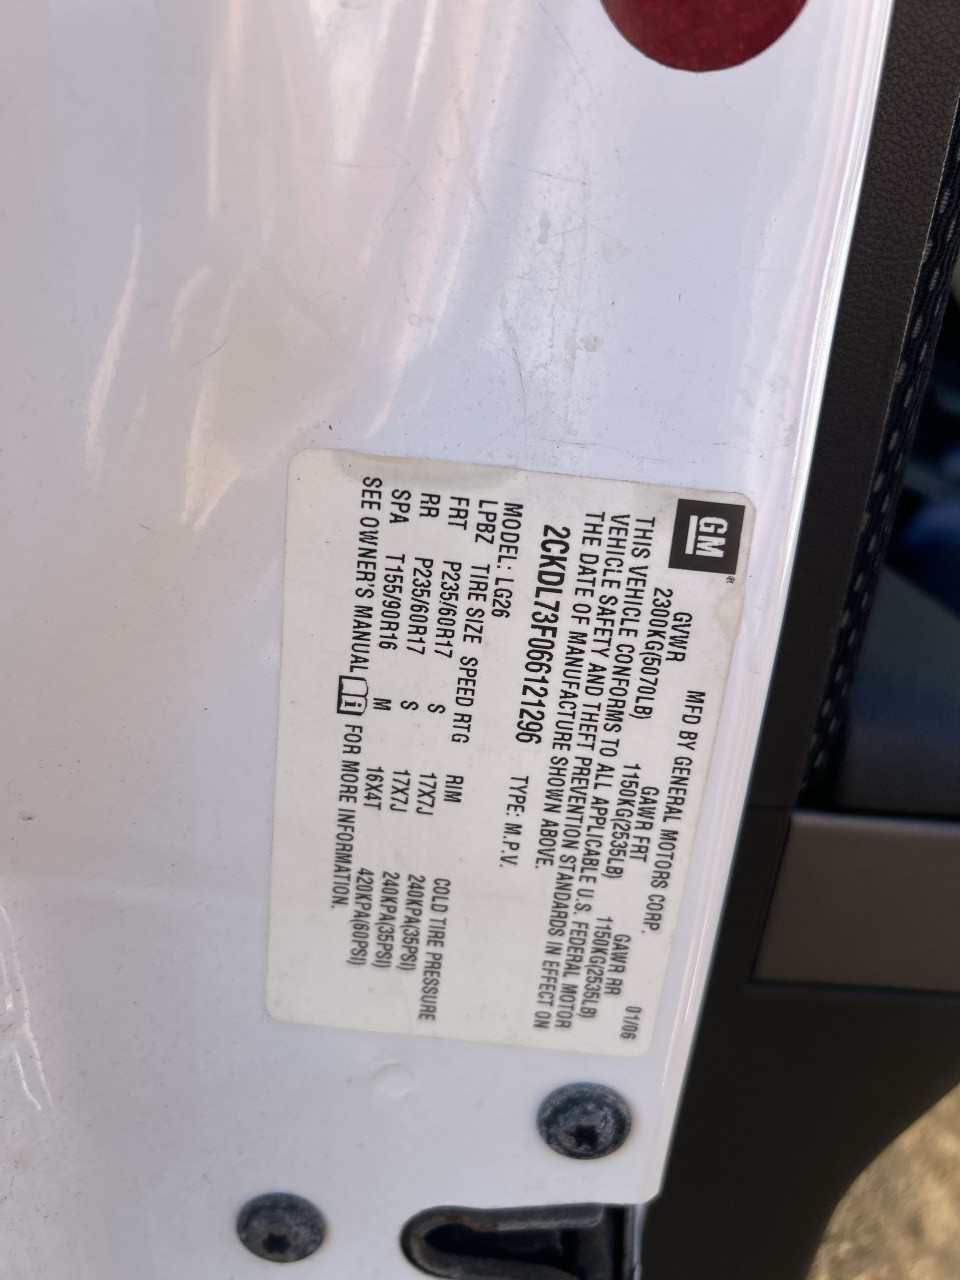 GM
MFD BY GENERAL MOTORS CORP. 01/06
GVWR GAWR FRT GAWR RR
2300KG(5070LB) 1150KG(2535LB) 1150KG(2535LB)
THIS VEHICLE CONFORMS TO ALL APPLICABLE U.S. FEDERAL MOTOR
VEHICLE SAFETY AND THEFT PREVENTION STANDARDS IN EFFECT ON
THE DATE OF MANUFACTURE SHOWN ABOVE.
2CKDL73F066121296 TYPE: M.P.V.
MODEL: LG26
LPBZ TIRE SIZE SPEED RTG RIM COLD TIRE PRESSURE
FRT P235/60R17 S 17X7J 240KPA(35PSI)
RR P235/60R17 S 17X7J 240KPA(35PSI)
SPA T155/90R16 M 16X4T 420KPA(60PSI)
SEE OWNER'S MANUAL FOR MORE INFORMATION.